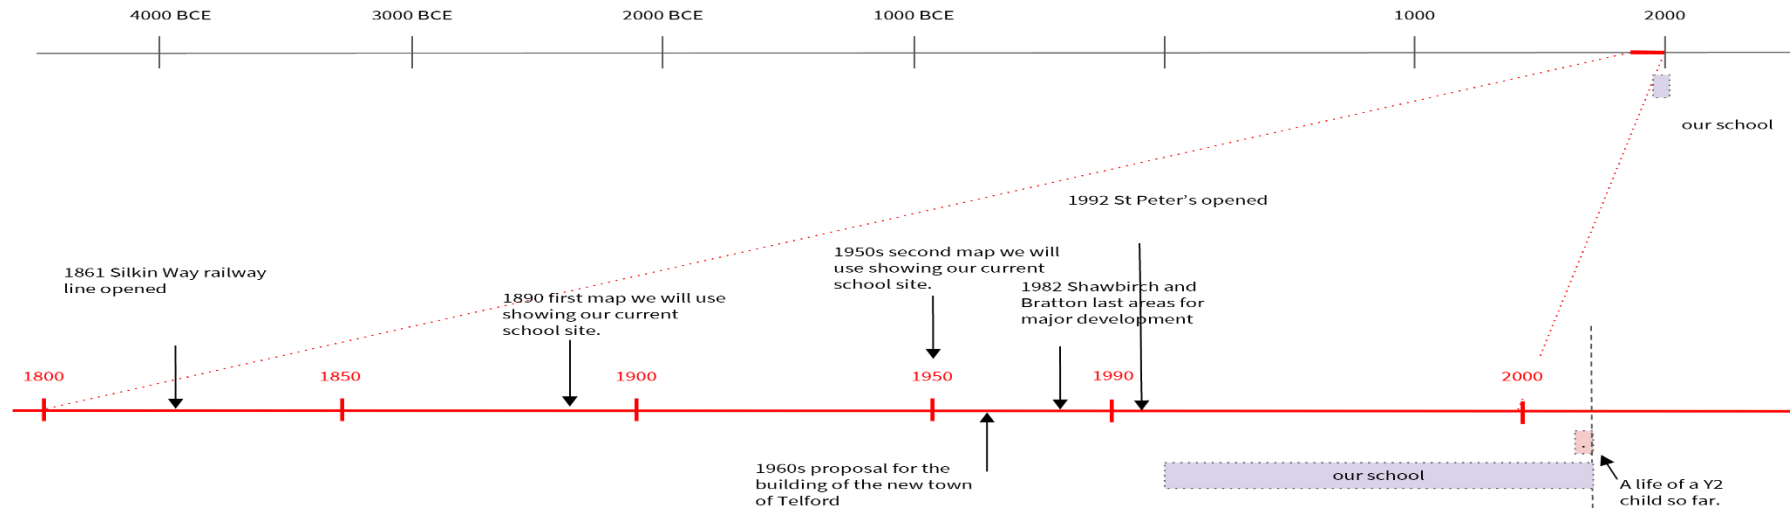 4000 BCE
3000 BCE
2000 BCE
1000 BCE
1000
2000
our school
1992 St Peter’s opened
1950s second map we will
use showing our current
school site.
1861 Silkin Way railway
line opened
1890 first map we will use
showing our current
school site.
1982 Shawbirch and
Bratton last areas for
major development
1800
1850
1900
1950
1990
2000
1960s proposal for the
building of the new town
of Telford
our school
A life of a Y2
child so far.